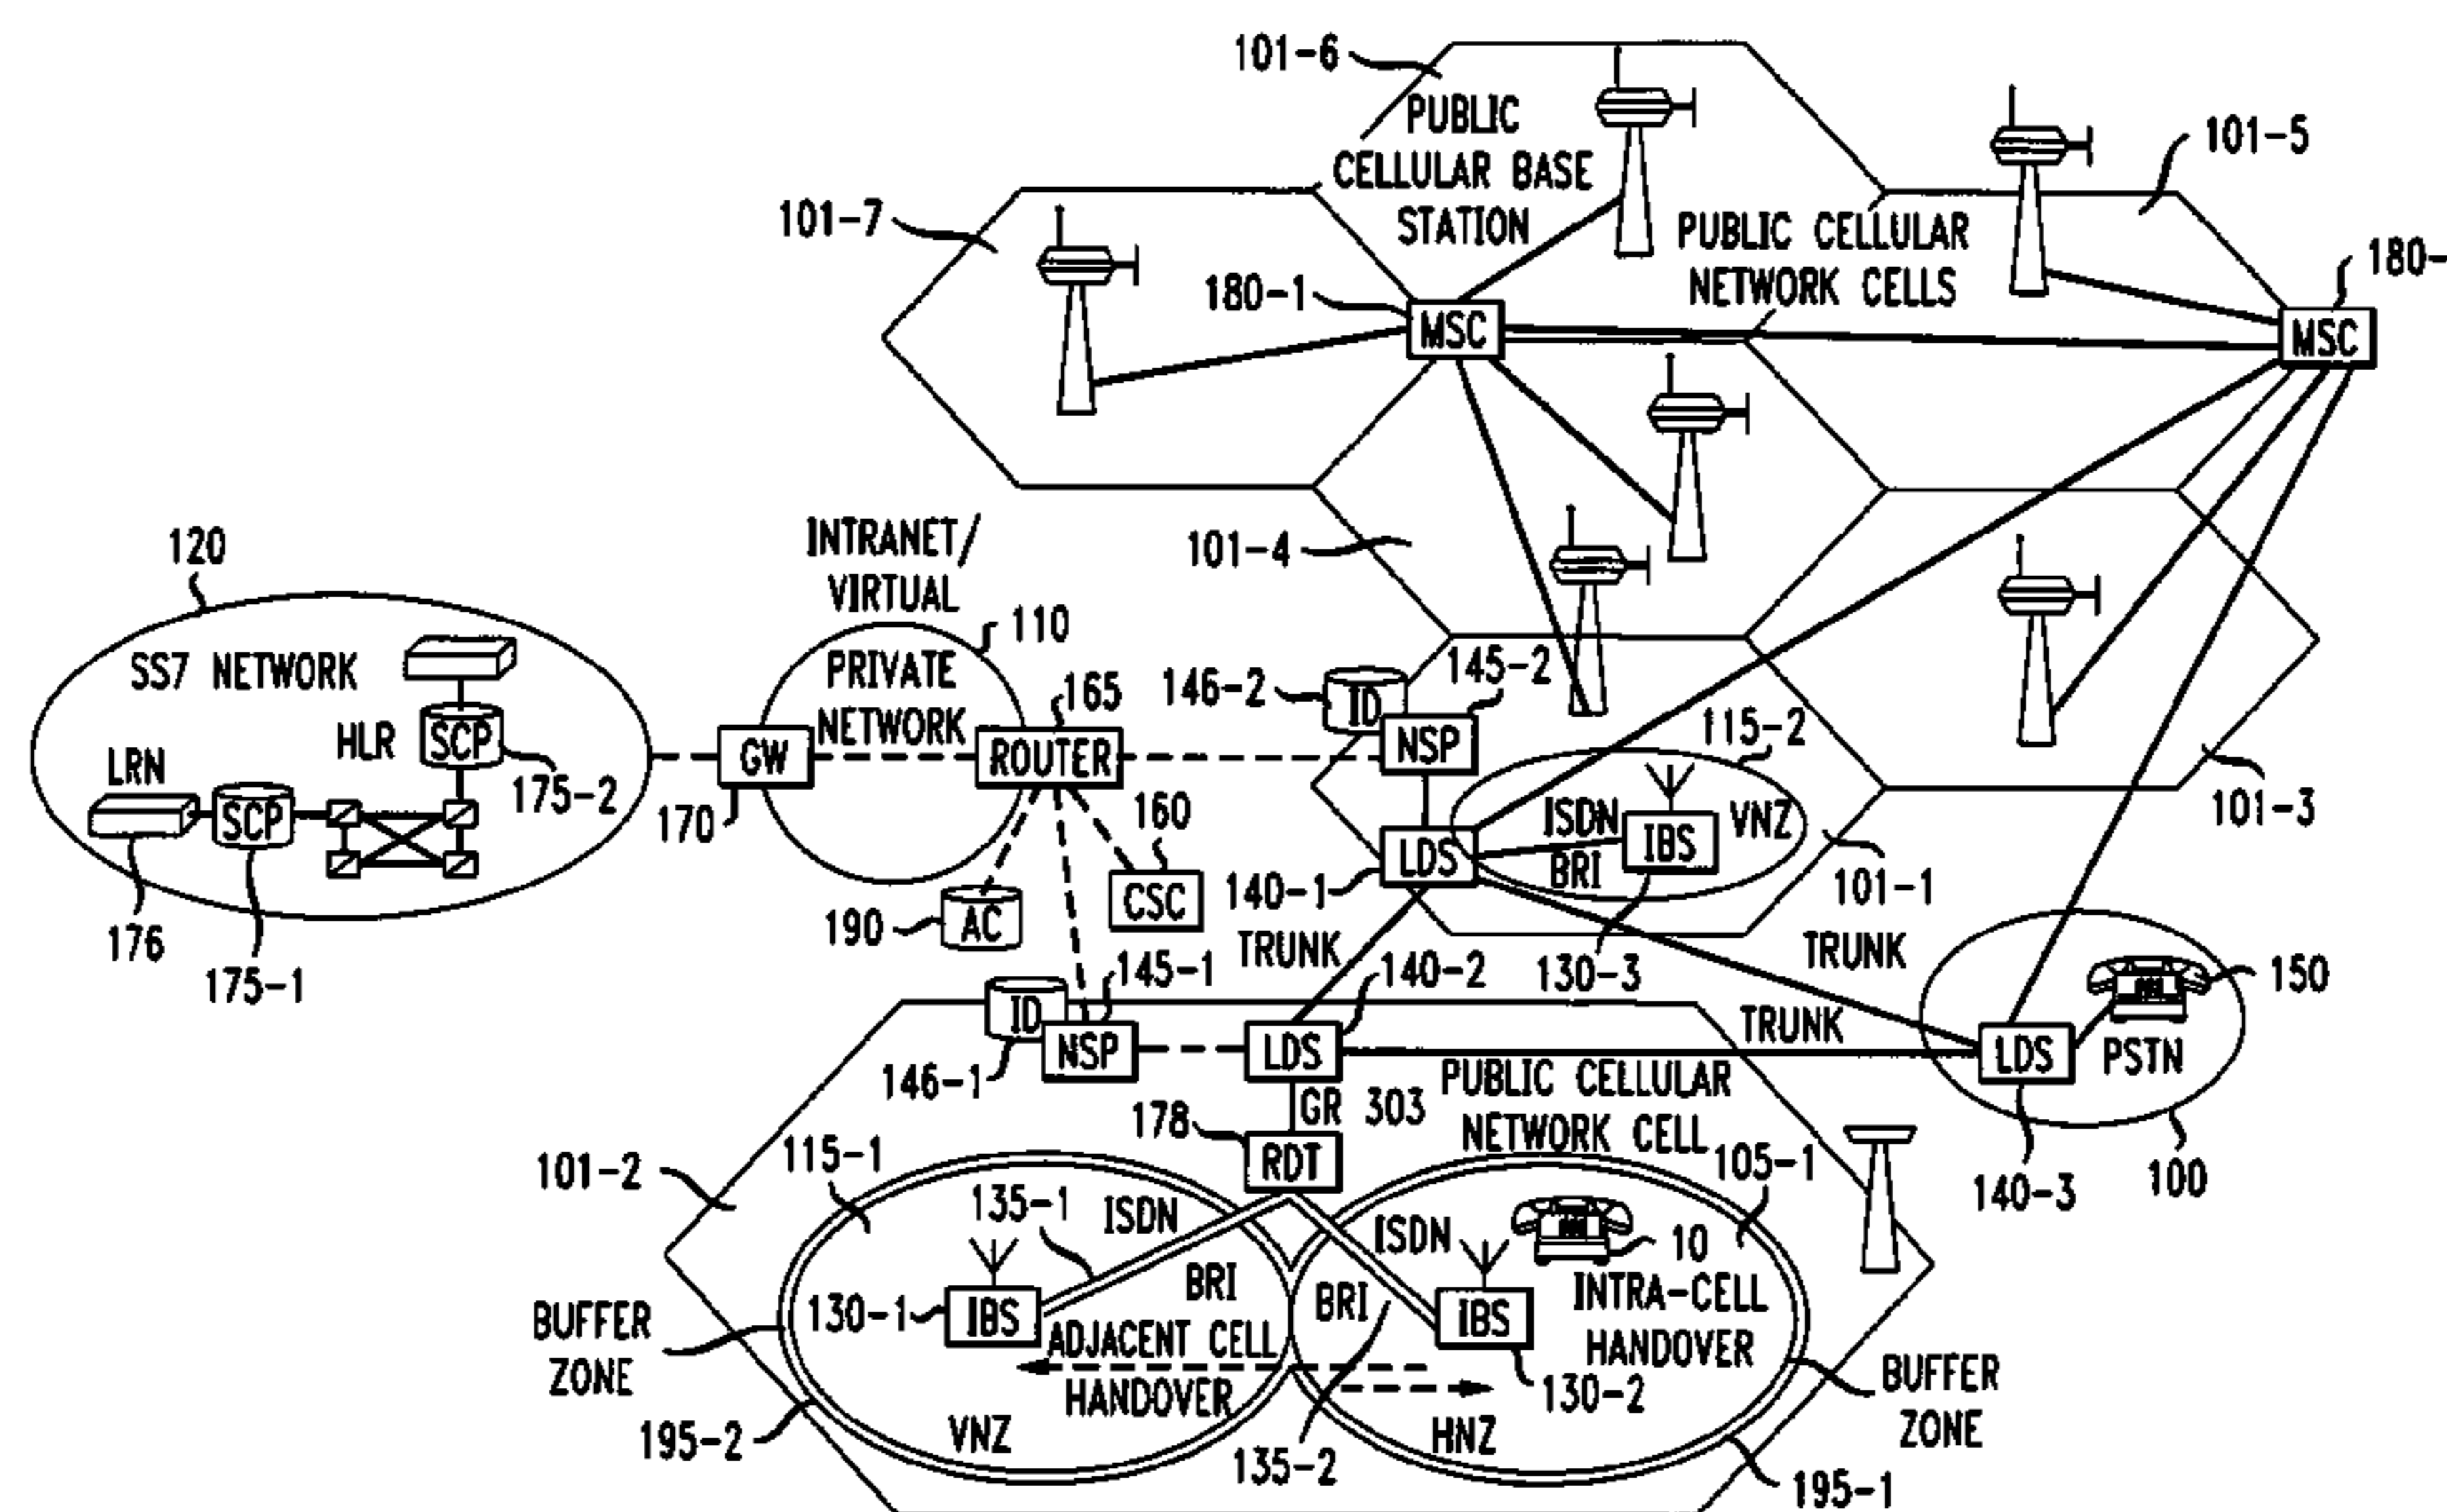 101-6
PUBLIC
CELLULAR BASE
STATION
101-5
101-7
PUBLIC CELLULAR
NETWORK CELLS
180-1
MSC
180-
MSC
101-4
INTRANET/
VIRTUAL
PRIVATE
NETWORK
110
120
SS7 NETWORK
HLR
SCP
175-2
LRN
SCP
176
175-1
GW
170
165
ROUTER
160
CSC
190
AC
146-2
ID
145-2
NSP
115-2
VNZ
ISDN
BRI
IBS
LDS
140-1
130-3
101-1
101-3
TRUNK
TRUNK
TRUNK
145-1
ID
NSP
146-1
140-2
LDS
GR 303
178
RDT
PUBLIC CELLULAR
NETWORK CELL
150
LDS
PSTN
140-3
100
101-2
115-1
135-1
ISDN
BRI
130-1
IBS
ADJACENT CELL
HANDOVER
VNZ
BUFFER
ZONE
195-2
105-1
ISDN
BRI
10
IBS
INTRA-CELL
HANDOVER
130-2
HNZ
135-2
BUFFER
ZONE
195-1